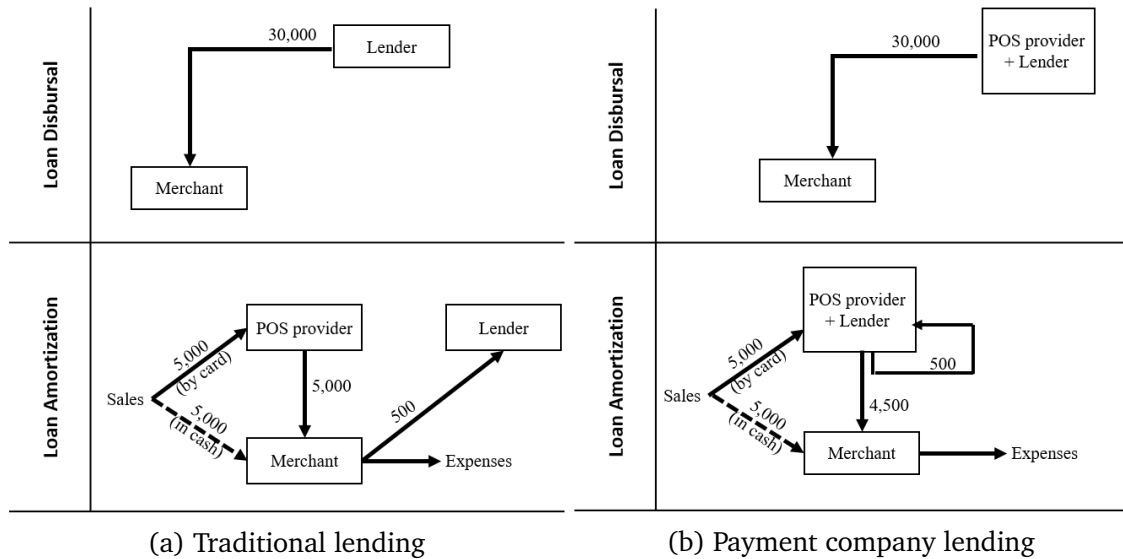 Loan Disbursal
30,000
Lender
Merchant
Loan Amortization
POS provider
Lender
5,000
(by card)
Sales
5,000
(in cash)
5,000
500
Merchant
Expenses
(a) Traditional lending
Loan Disbursal
30,000
POS provider
+ Lender
Merchant
Loan Amortization
POS provider
+ Lender
5,000
(by card)
500
Sales
5,000
(in cash)
4,500
Merchant
Expenses
(b) Payment company lending